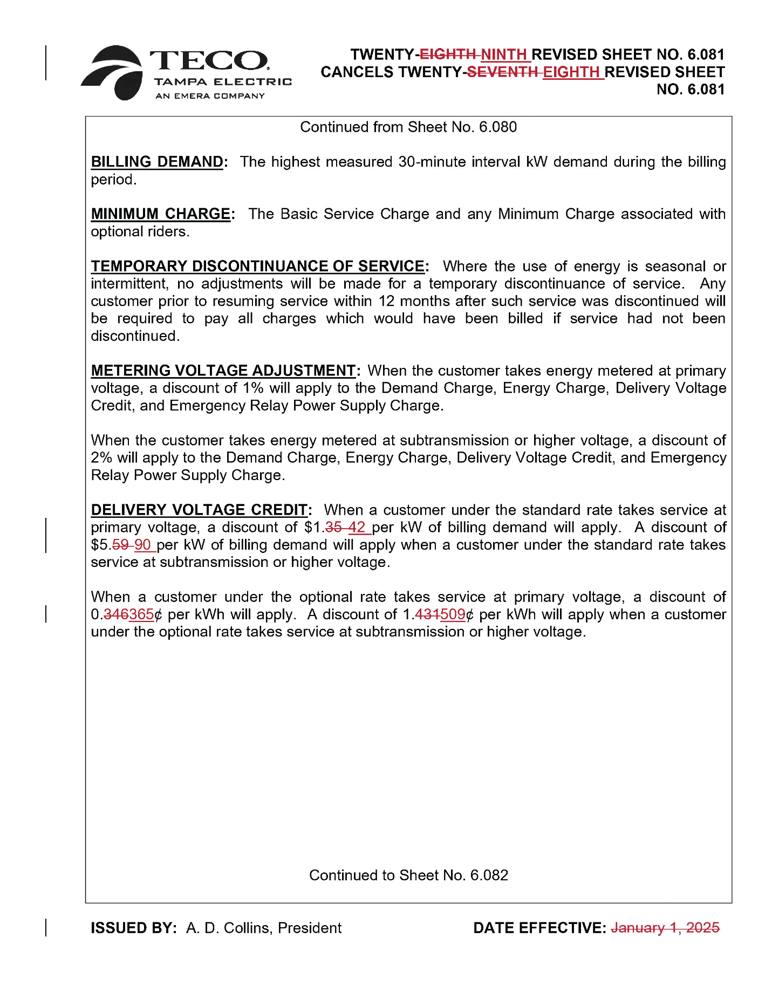 TECO.
TAMPA ELECTRIC
AN EMERA COMPANY
TWENTY-EIGHTH NINTH REVISED SHEET NO. 6.081
CANCELS TWENTY-SEVENTH EIGHTH REVISED SHEET
NO. 6.081
Continued from Sheet No. 6.080
BILLING DEMAND: The highest measured 30-minute interval kW demand during the billing
period.
MINIMUM CHARGE: The Basic Service Charge and any Minimum Charge associated with
optional riders.
TEMPORARY DISCONTINUANCE OF SERVICE: Where the use of energy is seasonal or
intermittent, no adjustments will be made for a temporary discontinuance of service. Any
customer prior to resuming service within 12 months after such service was discontinued will
be required to pay all charges which would have been billed if service had not been
discontinued.
METERING VOLTAGE ADJUSTMENT: When the customer takes energy metered at primary
voltage, a discount of 1% will apply to the Demand Charge, Energy Charge, Delivery Voltage
Credit, and Emergency Relay Power Supply Charge.
When the customer takes energy metered at subtransmission or higher voltage, a discount of
2% will apply to the Demand Charge, Energy Charge, Delivery Voltage Credit, and Emergency
Relay Power Supply Charge.
DELIVERY VOLTAGE CREDIT: When a customer under the standard rate takes service at
primary voltage, a discount of $1.35 42 per kW of billing demand will apply. A discount of
$5.59 90 per kW of billing demand will apply when a customer under the standard rate takes
service at subtransmission or higher voltage.
When a customer under the optional rate takes service at primary voltage, a discount of
0.346365¢ per kWh will apply. A discount of 1.431509¢ per kWh will apply when a customer
under the optional rate takes service at subtransmission or higher voltage.
Continued to Sheet No. 6.082
ISSUED BY: A. D. Collins, President
DATE EFFECTIVE: January 1, 2025